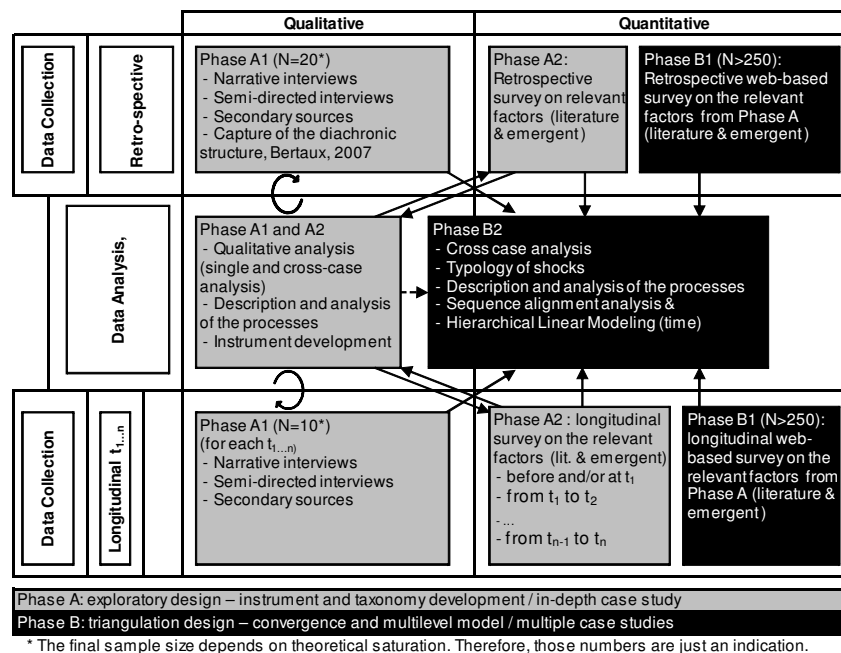 Qualitative
Quantitative
Data Collection
Retro-spective
Phase A1 (N=20*)
- Narrative interviews
- Semi-directed interviews
- Secondary sources
- Capture of the diachronic
structure, Bertaux, 2007
Phase A2:
Retrospective
survey on relevant
factors (literature
& emergent)
Phase B1 (N>250):
Retrospective web-based
survey on the relevant
factors from Phase A
(literature & emergent)
Data Analysis,
Phase A1 and A2
- Qualitative analysis
(single and cross-case
analysis)
- Description and analysis
of the processes
- Instrument development
Phase B2
- Cross case analysis
- Typology of shocks
- Description and analysis of the processes
- Sequence alignment analysis &
- Hierarchical Linear Modeling (time)
Data Collection
Longitudinal t1...n
Phase A1 (N=10*)
(for each t1...n)
- Narrative interviews
- Semi-directed interviews
- Secondary sources
Phase A2 : longitudinal
survey on the relevant
factors (lit. & emergent)
- before and/or at t1
- from t1 to t2
- ...
- from tn-1 to tn
Phase B1 (N>250):
longitudinal web-
based survey on the
relevant factors from
Phase A (literature &
emergent)
Phase A: exploratory design – instrument and taxonomy development / in-depth case study
Phase B: triangulation design – convergence and multilevel model / multiple case studies
* The final sample size depends on theoretical saturation. Therefore, those numbers are just an indication.